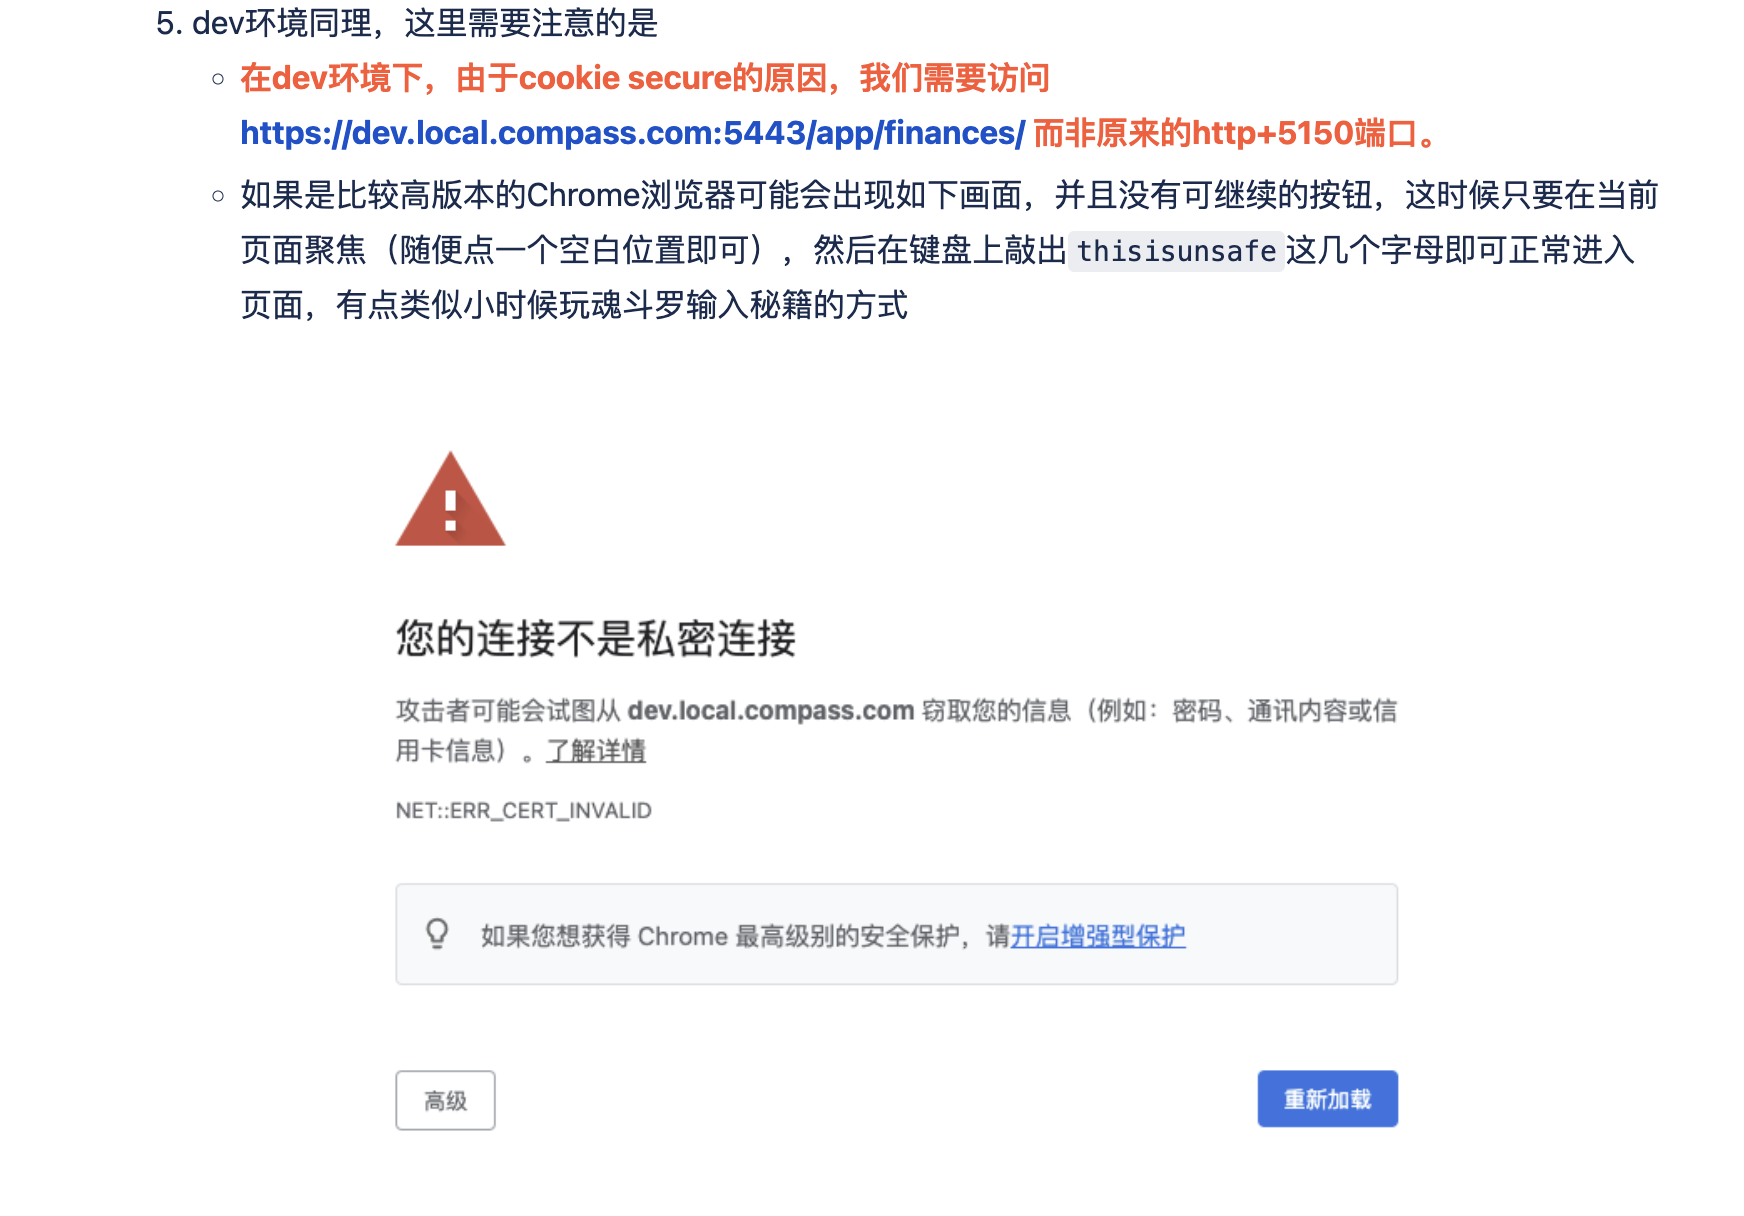 5. dev环境同理，这里需要注意的是
在dev环境下，由于cookie secure的原因，我们需要访问
https://dev.local.compass.com:5443/app/finances/ 而非原来的http+5150端口。
如果是比较高版本的Chrome浏览器可能会出现如下画面，并且没有可继续的按钮，这时候只要在当前
页面聚焦（随便点一个空白位置即可），然后在键盘上敲出thisisunsafe这几个字母即可正常进入
页面，有点类似小时候玩魂斗罗输入秘籍的方式
您的连接不是私密连接
攻击者可能会试图从 dev.local.compass.com 窃取您的信息（例如：密码、通讯内容或信
用卡信息）。了解详情
NET::ERR_CERT_INVALID
如果您想获得 Chrome 最高级别的安全保护，请开启增强型保护
高级
重新加载